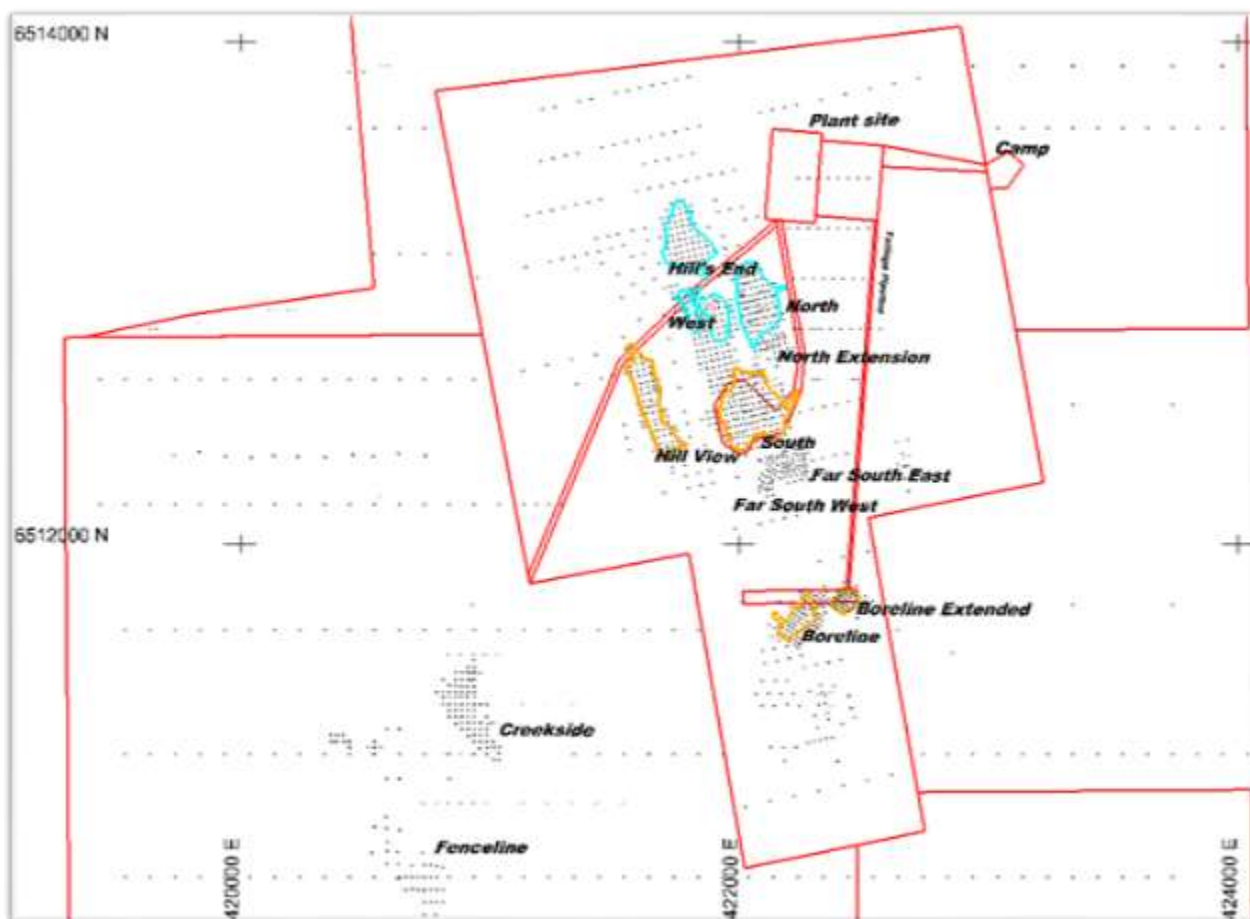 6514000 N
Plant site
Camp
Hill's End
North
West
North Extension
South
Hill View
Far South East
Far South West
6512000 N
Boreline Extended
Boreline
Creekside
Fenceline
420000 E
422000 E
424000 E